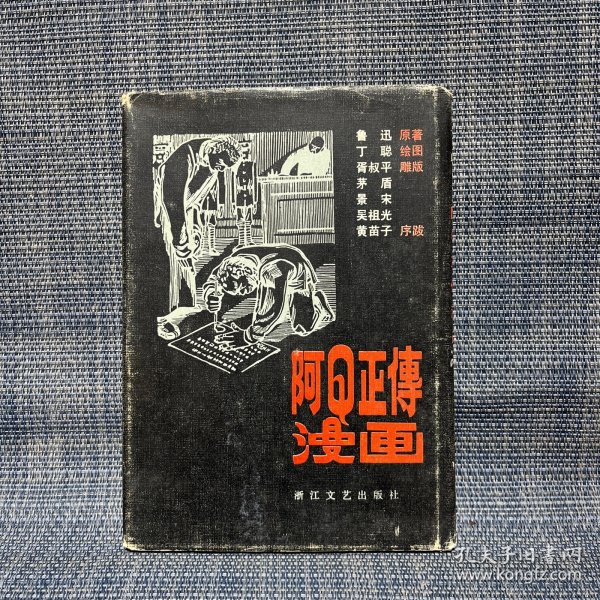 鲁 迅 原著
丁 聪 绘图
胥叔平 雕版
茅 盾
景 宋
吴祖光
黄苗子 序跋
阿Q正傳
漫画
浙江文艺出版社
孔夫子旧书网
www.kongfz.com